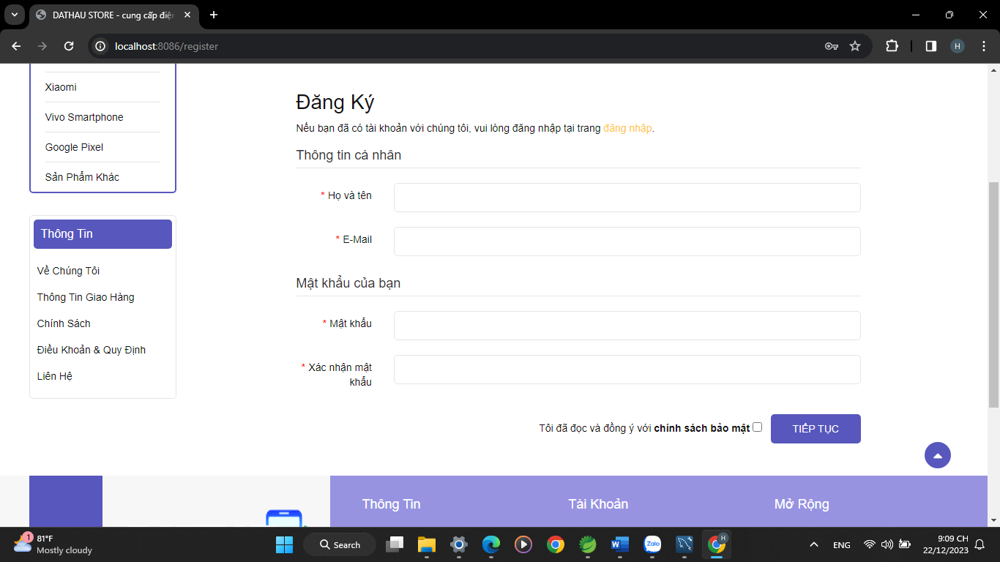 DATHAU STORE - cung cấp điện
localhost:8086/register
H
Xiaomi
Vivo Smartphone
Google Pixel
Sản Phẩm Khác
Thông Tin
Về Chúng Tôi
Thông Tin Giao Hàng
Chính Sách
Điều Khoản & Quy Định
Liên Hệ
Đăng Ký
Nếu bạn đã có tài khoản với chúng tôi, vui lòng đăng nhập tại trang đăng nhập.
Thông tin cá nhân
* Họ và tên
* E-Mail
Mật khẩu của bạn
* Mật khẩu
* Xác nhận mật
khẩu
Tôi đã đọc và đồng ý với chính sách bảo mật
TIẾP TỤC
Thông Tin
Tài Khoản
Mở Rộng
1
81°F
Mostly cloudy
Search
Zalo
H
ENG
9:09 CH
22/12/2023